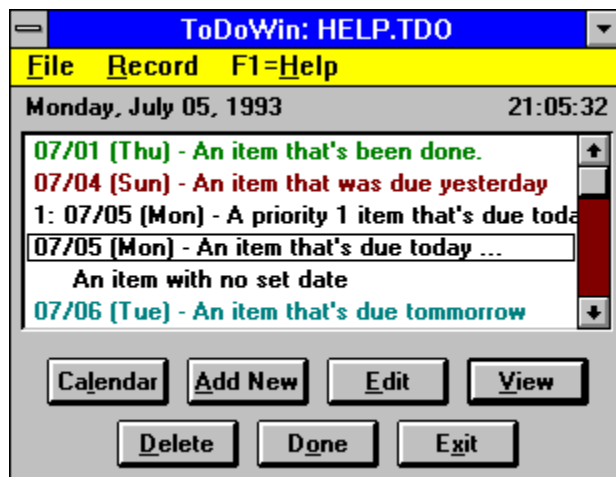 ToDoWin: HELP.TDO
File Record F1=Help
Monday, July 05, 1993 21:05:32
07/01 (Thu) - An item that's been done.
07/04 (Sun) - An item that was due yesterday
1: 07/05 (Mon) - A priority 1 item that's due toda
07/05 (Mon) - An item that's due today ...
An item with no set date
07/06 (Tue) - An item that's due tommorrow
Calendar Add New Edit View
Delete Done Exit